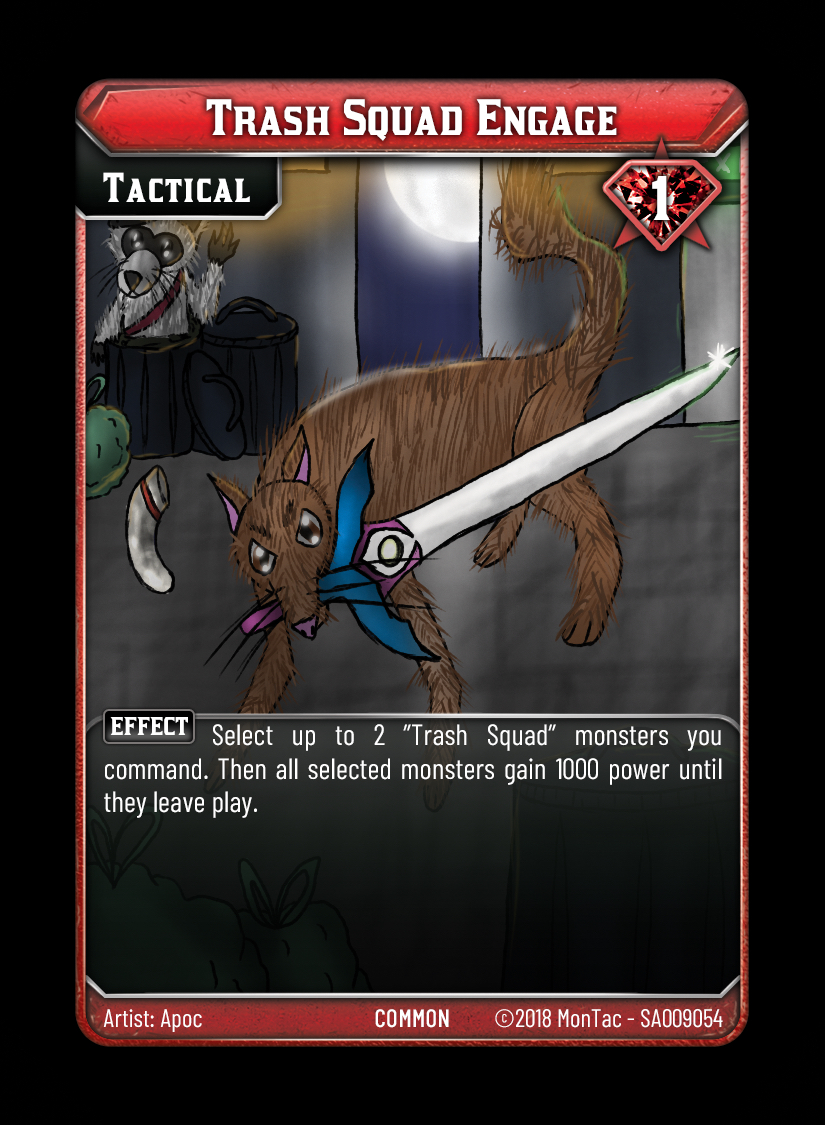 Trash Squad Engage
Tactical
1
EFFECT Select up to 2 "Trash Squad" monsters you
command. Then all selected monsters gain 1000 power until
they leave play.
Artist: Apoc COMMON ©2018 MonTac - SA009054